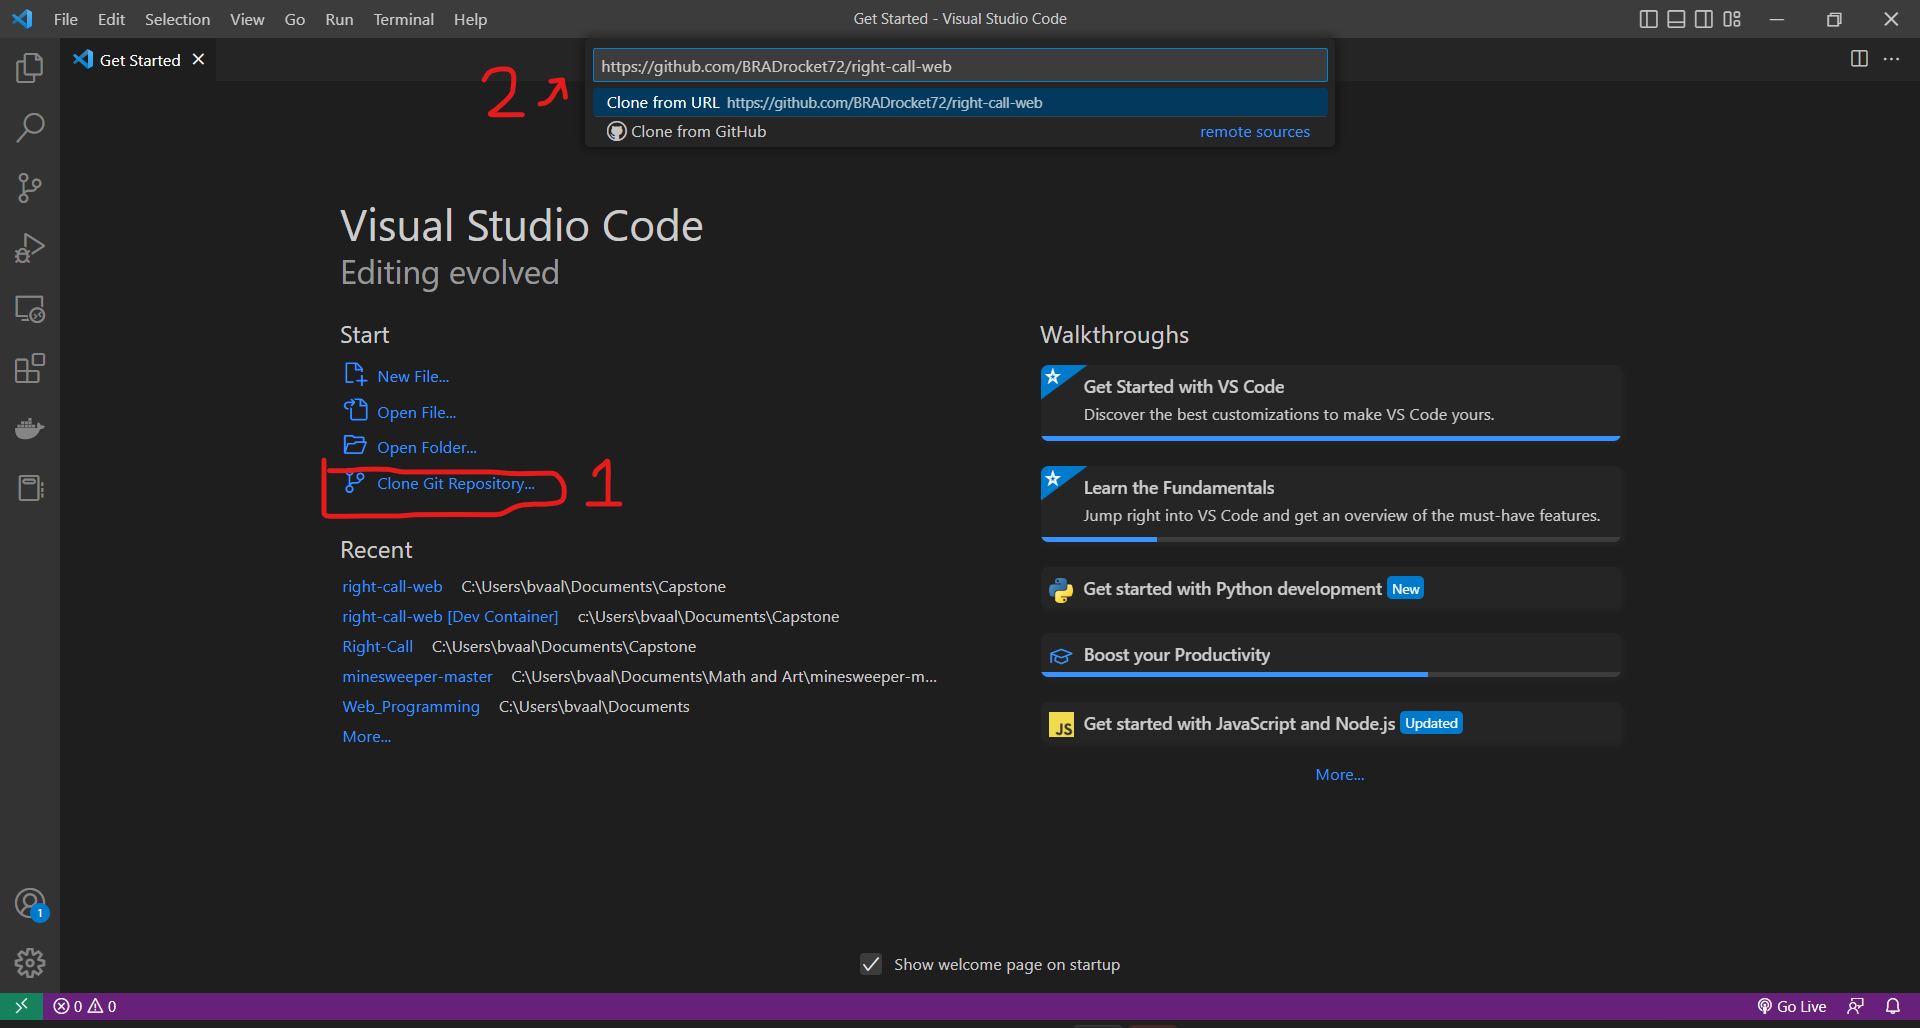 File Edit Selection View Go Run Terminal Help
Get Started - Visual Studio Code
Get Started
https://github.com/BRADrocket72/right-call-web
2
Clone from URL https://github.com/BRADrocket72/right-call-web
Clone from GitHub remote sources
Visual Studio Code
Editing evolved
Start
New File...
Open File...
Open Folder...
Clone Git Repository...
1
Recent
right-call-web C:\Users\bvaal\Documents\Capstone
right-call-web [Dev Container] c:\Users\bvaal\Documents\Capstone
Right-Call C:\Users\bvaal\Documents\Capstone
minesweeper-master C:\Users\bvaal\Documents\Math and Art\minesweeper-m...
Web_Programming C:\Users\bvaal\Documents
More...
Walkthroughs
Get Started with VS Code
Discover the best customizations to make VS Code yours.
Learn the Fundamentals
Jump right into VS Code and get an overview of the must-have features.
Get started with Python development New
Boost your Productivity
JS Get started with JavaScript and Node.js Updated
More...
1
Show welcome page on startup
0 0
Go Live